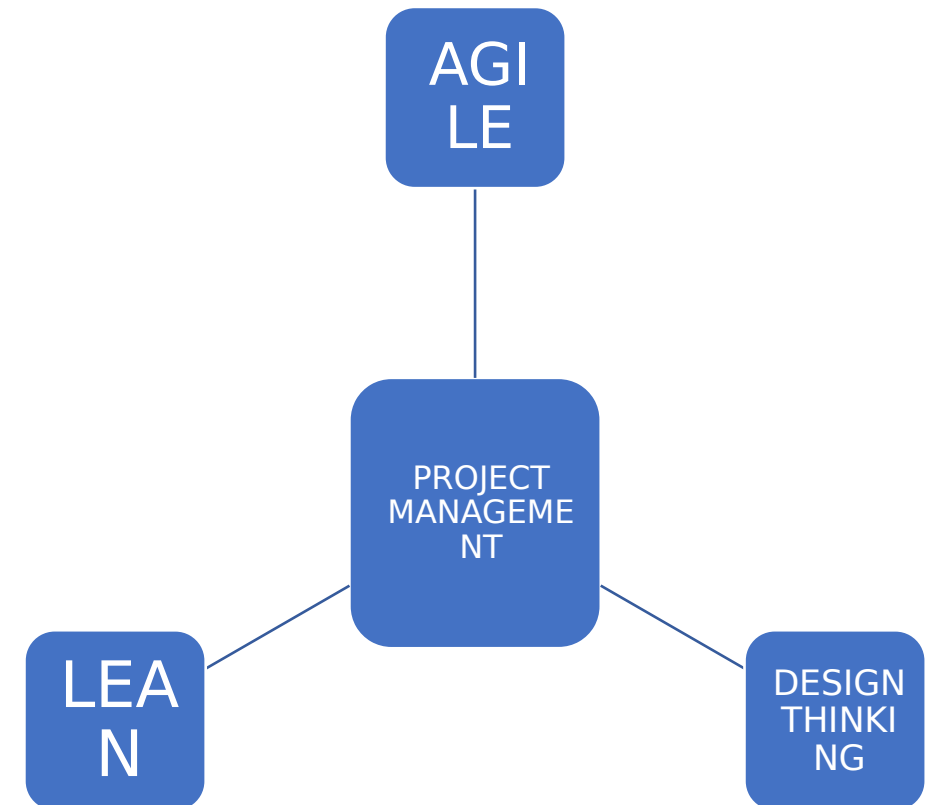 AGI
LE
PROJECT
MANAGEME
NT
LEA
N
DESIGN
THINKI
NG